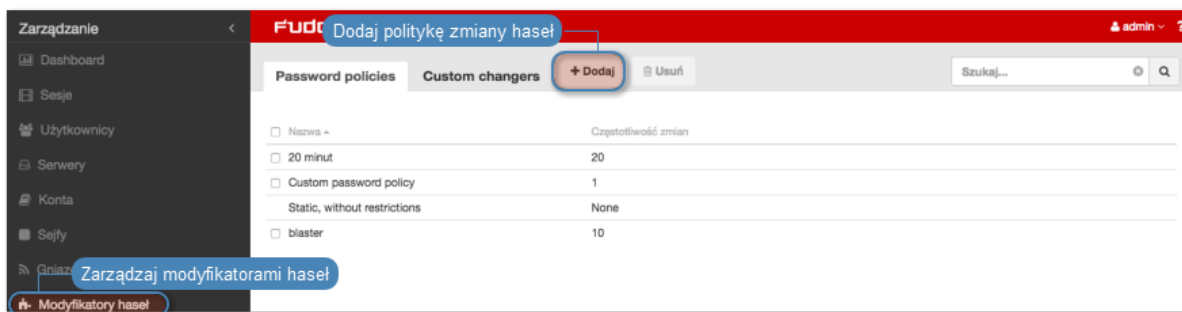 Zarządzanie
Dashboard
Sesje
Użytkownicy
Serwery
Konta
Sejfy
Zarządzaj modyfikatorami haseł
Modyfikatory haseł
Dodaj politykę zmiany haseł
admin
?
Password policies
Custom changers
+ Dodaj
Usuń
Szukaj...
Nazwa Częstotliwość zmian
20 minut 20
Custom password policy 1
Static, without restrictions None
blaster 10